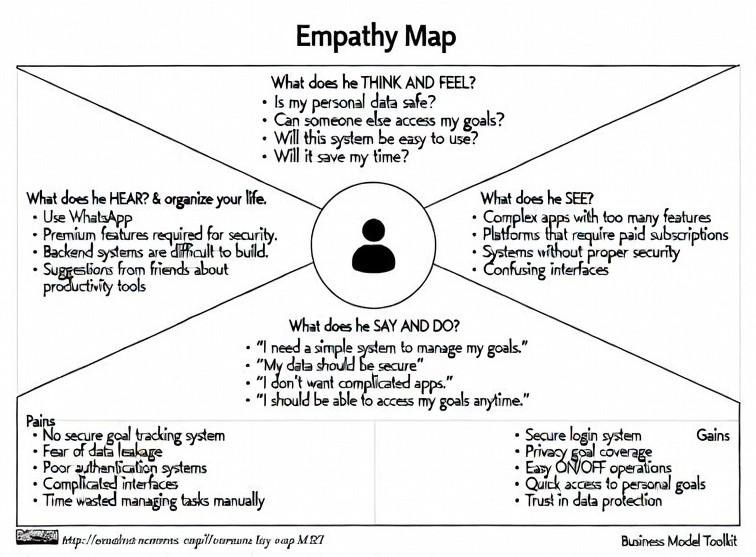 Empathy Map
What does he THINK AND FEEL?
• Is my personal data safe?
• Can someone else access my goals?
• Will this system be easy to use?
• Will it save my time?
What does he HEAR? & organize your life.
• Use WhatsApp
• Premium features required for security.
• Backend systems are difficult to build.
• Suggestions from friends about
productivity tools
What does he SEE?
• Complex apps with too many features
• Platforms that require paid subscriptions
• Systems without proper security
• Confusing interfaces
What does he SAY AND DO?
• "I need a simple system to manage my goals."
• "My data should be secure"
• "I don't want complicated apps."
• "I should be able to access my goals anytime."
Pains
• No secure goal tracking system
• Fear of data leakage
• Poor authentication systems
• Complicated interfaces
• Time wasted managing tasks manually
Gains
• Secure login system
• Privacy goal coverage
• Easy ON/OFF operations
• Quick access to personal goals
• Trust in data protection
Business Model Toolkit